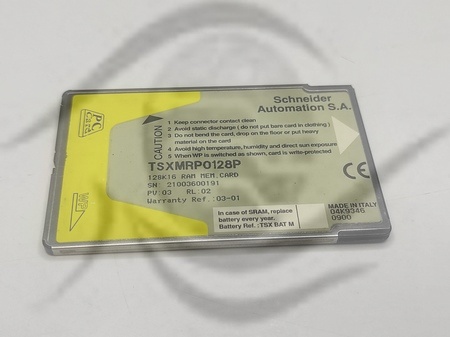 Schneider
Automation S.A.
PC
Card
CAUTION
1 Keep connector contact clean
2 Avoid static discharge ( do not put bare card in clothing )
3 Do not bend the card, drop on the floor or put heavy
material on the card
4 Avoid high temperature, humidity and direct sun exposure
5 When WP is switched as shown, card is write-protected
TSXMRP0128P
128K16 RAM MEM.CARD
SN: 21003600191
PV:03 RL:02
Warranty Ref.:03-01
CE
WP
In case of SRAM, replace
battery every year.
Battery Ref. : TSX BAT M
MADE IN ITALY
04K9346
0900